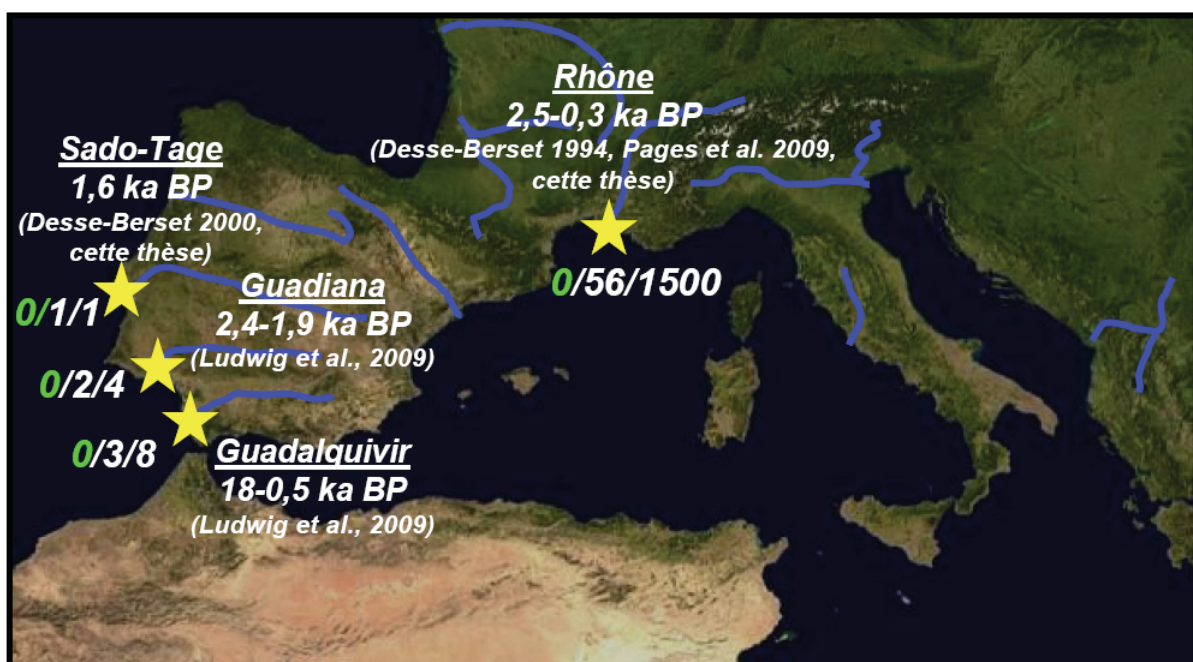 Rhône
2,5-0,3 ka BP
(Desse-Berset 1994, Pages et al. 2009,
cette thèse)
0/56/1500
Sado-Tage
1,6 ka BP
(Desse-Berset 2000,
cette thèse)
0/1/1
Guadiana
2,4-1,9 ka BP
(Ludwig et al., 2009)
0/2/4
0/3/8
Guadalquivir
18-0,5 ka BP
(Ludwig et al., 2009)